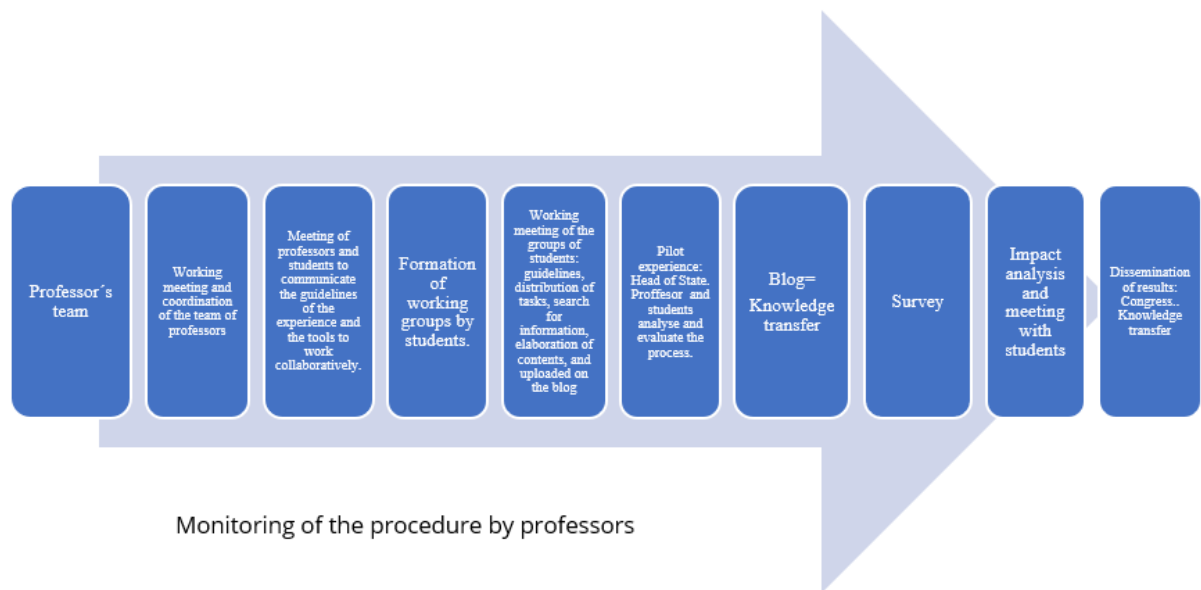 Professor´s
team
Working
meeting and
coordination
of the team of
professors
Meeting of
professors and
students to
communicate
the guidelines
of the
experience and
the tools to
work
collaboratively.
Formation
of
working
groups by
students.
Working
meeting of the
groups of
students:
guidelines,
distribution of
tasks, search
for
information,
elaboration of
contents, and
uploaded on
the blog
Pilot
experience:
Head of State.
Proffesor and
students
analyse and
evaluate the
process.
Blog=
Knowledge
transfer
Survey
Impact
analysis
and
meeting
with
students
Dissemination
of results:
Congress..
Knowledge
transfer
Monitoring of the procedure by professors